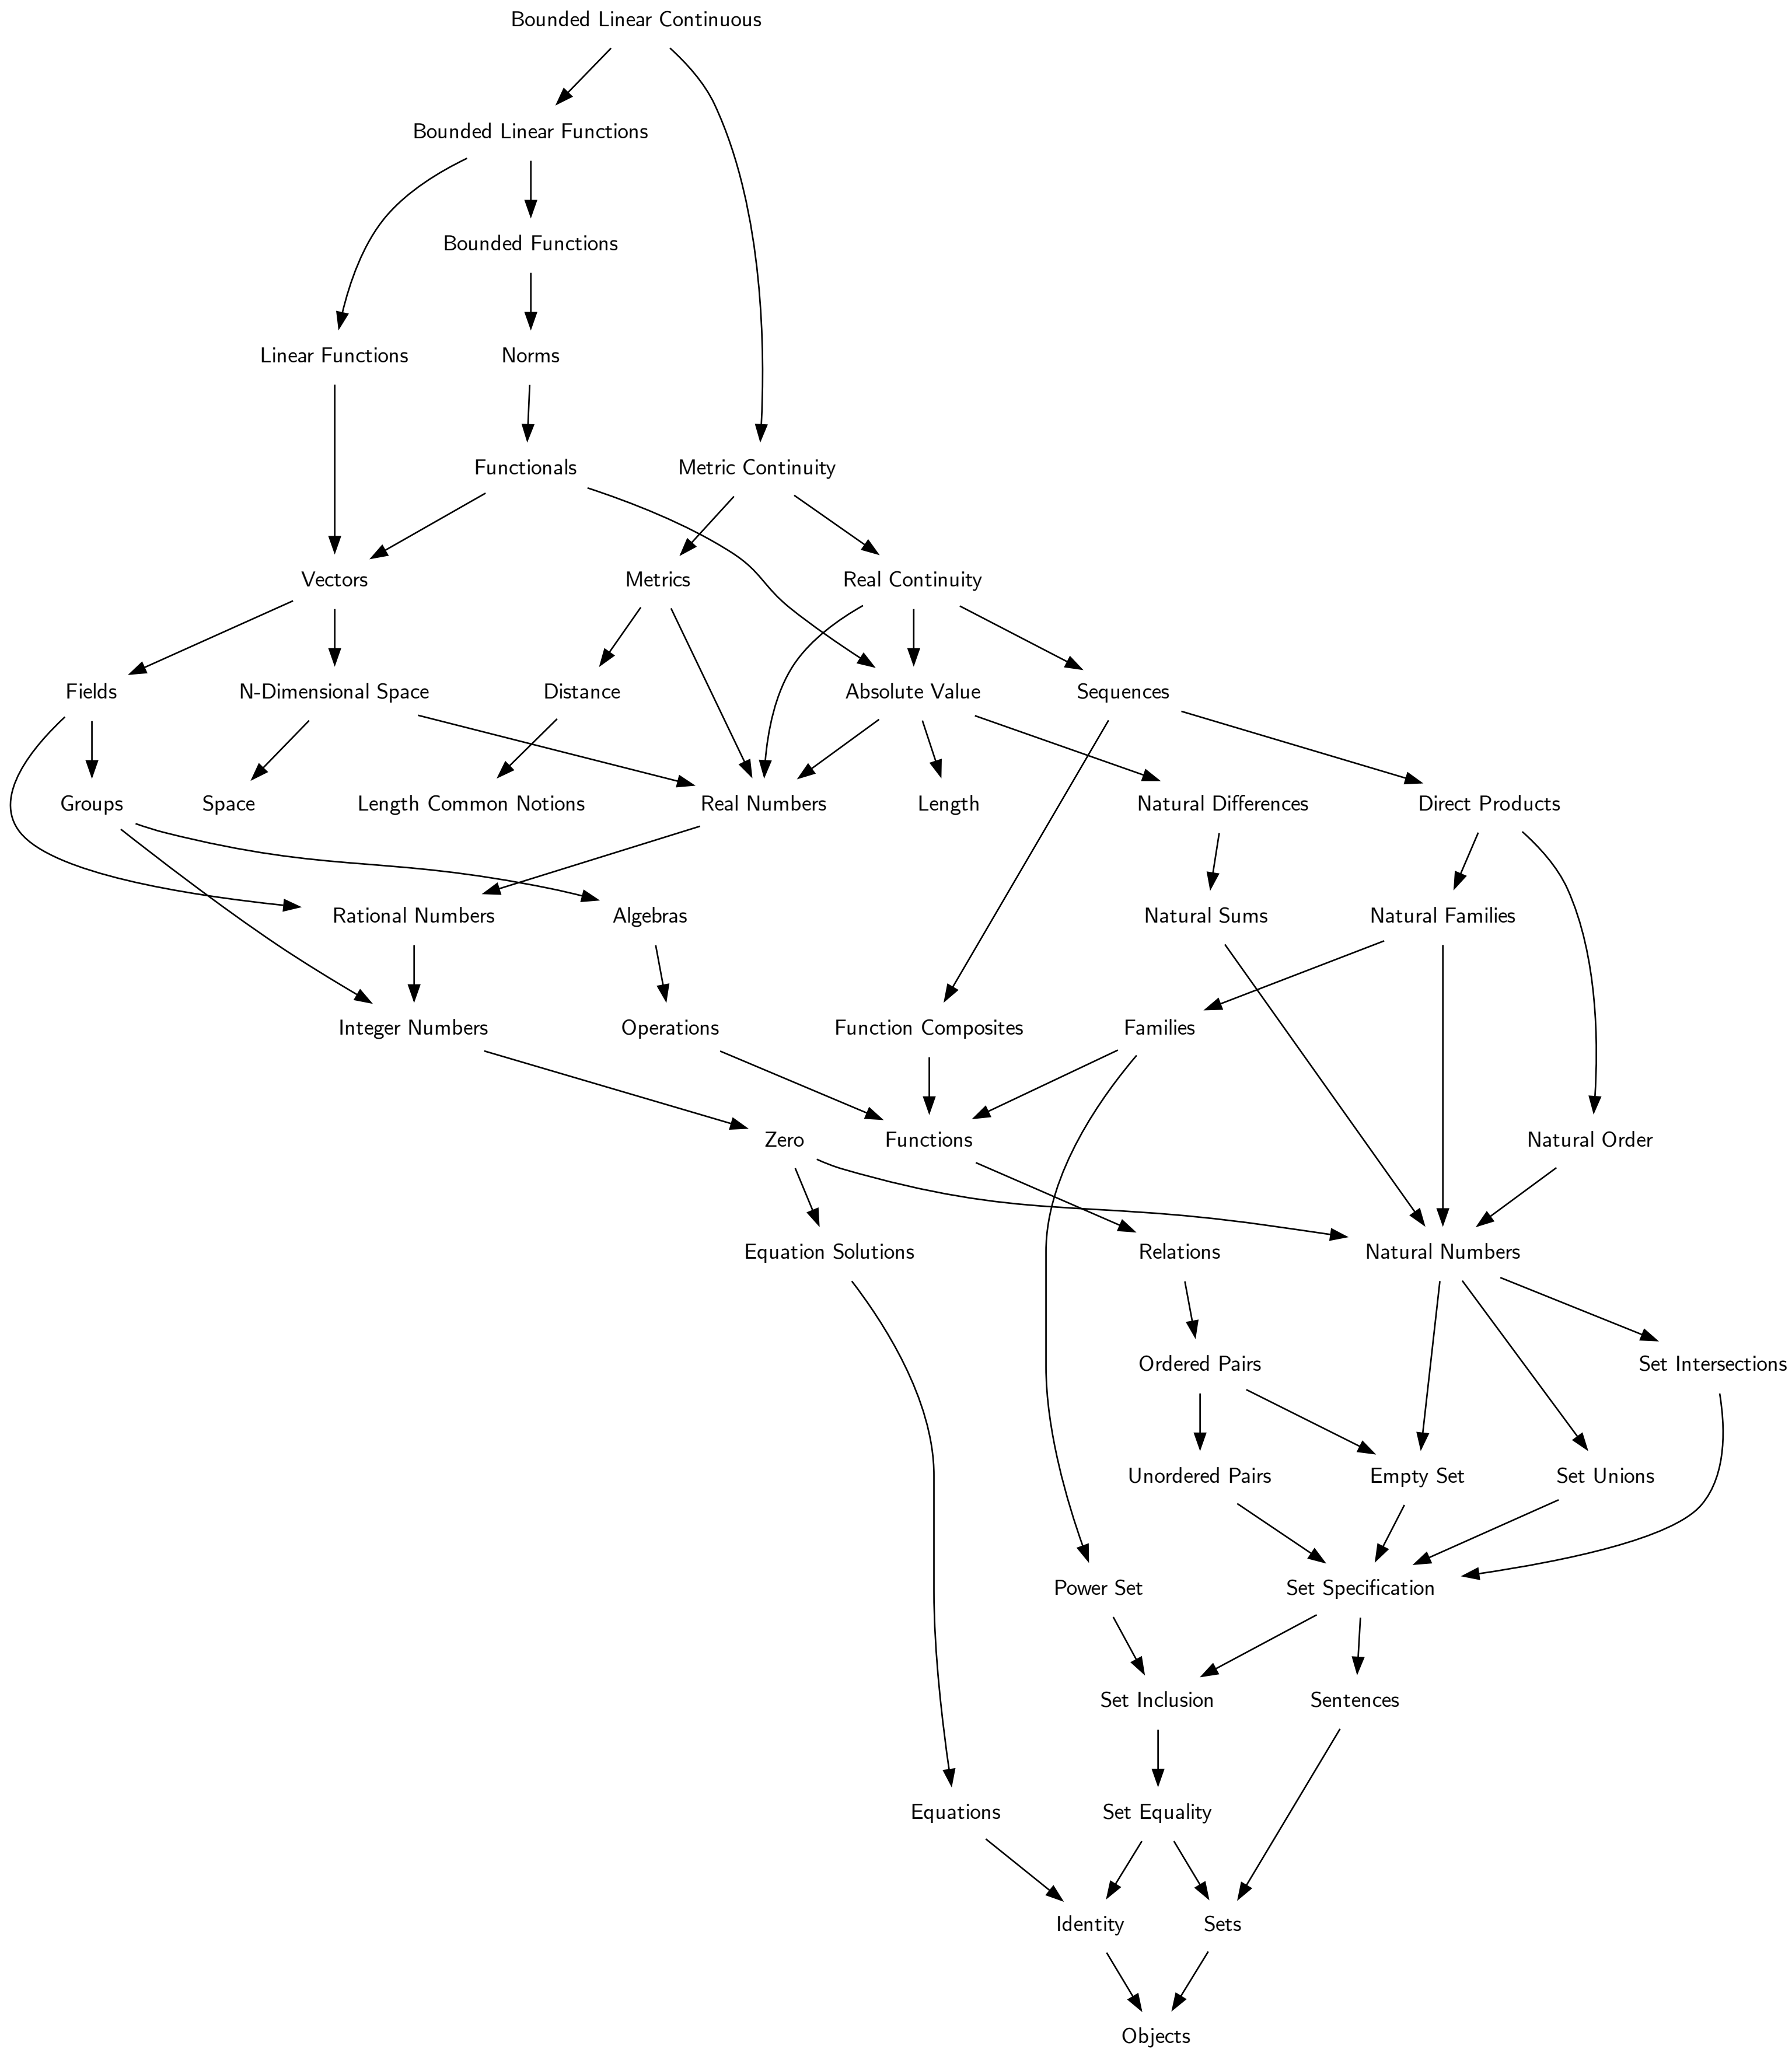 Bounded Linear Continuous
Bounded Linear Functions
Bounded Functions
Linear Functions
Norms
Functionals
Metric Continuity
Vectors
Metrics
Real Continuity
Fields
N-Dimensional Space
Distance
Absolute Value
Sequences
Groups
Space
Length Common Notions
Real Numbers
Length
Natural Differences
Direct Products
Rational Numbers
Algebras
Natural Sums
Natural Families
Integer Numbers
Operations
Function Composites
Families
Zero
Functions
Natural Order
Equation Solutions
Relations
Natural Numbers
Ordered Pairs
Set Intersections
Unordered Pairs
Empty Set
Set Unions
Power Set
Set Specification
Set Inclusion
Sentences
Equations
Set Equality
Identity
Sets
Objects